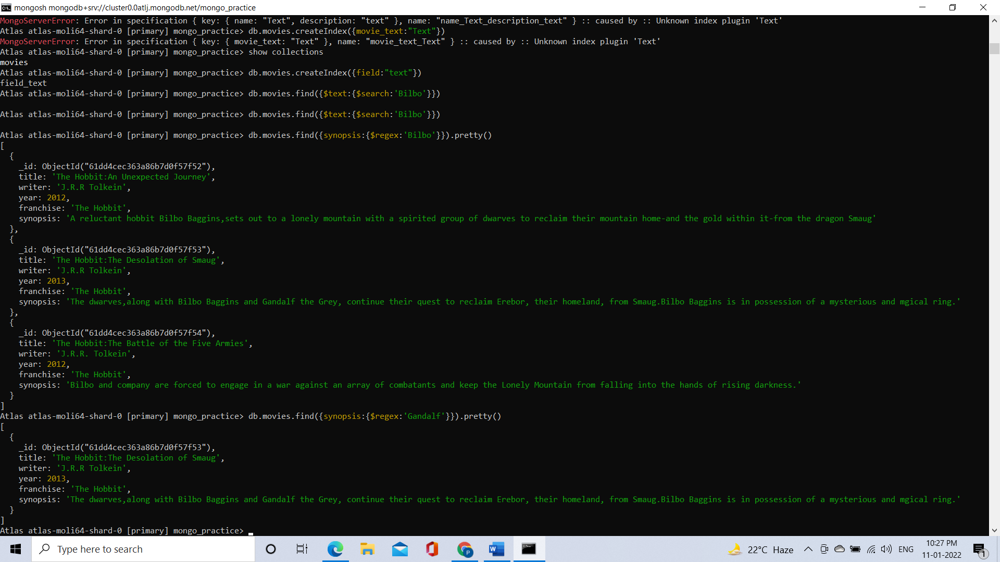 mongosh mongodb+srv://cluster0.0atlj.mongodb.net/mongo_practice
MongoServerError: Error in specification { key: { name: "Text", description: "text" }, name: "name_Text_description_text" } :: caused by :: Unknown index plugin 'Text'
Atlas atlas-moli64-shard-0 [primary] mongo_practice> db.movies.createIndex({movie_text:"Text"})
MongoServerError: Error in specification { key: { movie_text: "Text" }, name: "movie_text_Text" } :: caused by :: Unknown index plugin 'Text'
Atlas atlas-moli64-shard-0 [primary] mongo_practice> show collections
movies
Atlas atlas-moli64-shard-0 [primary] mongo_practice> db.movies.createIndex({field:"text"})
field_text
Atlas atlas-moli64-shard-0 [primary] mongo_practice> db.movies.find({$text:{$search:'Bilbo'}})
Atlas atlas-moli64-shard-0 [primary] mongo_practice> db.movies.find({$text:{$search:'Bilbo'}})
Atlas atlas-moli64-shard-0 [primary] mongo_practice> db.movies.find({synopsis:{$regex:'Bilbo'}}).pretty()
[
  {
    _id: ObjectId("61dd4cec363a86b7d0f57f52"),
    title: 'The Hobbit:An Unexpected Journey',
    writer: 'J.R.R Tolkein',
    year: 2012,
    franchise: 'The Hobbit',
    synopsis: 'A reluctant hobbit Bilbo Baggins,sets out to a lonely mountain with a spirited group of dwarves to reclaim their mountain home-and the gold within it-from the dragon Smaug'
  },
  {
    _id: ObjectId("61dd4cec363a86b7d0f57f53"),
    title: 'The Hobbit:The Desolation of Smaug',
    writer: 'J.R.R Tolkein',
    year: 2013,
    franchise: 'The Hobbit',
    synopsis: 'The dwarves,along with Bilbo Baggins and Gandalf the Grey, continue their quest to reclaim Erebor, their homeland, from Smaug.Bilbo Baggins is in possession of a mysterious and mgical ring.'
  },
  {
    _id: ObjectId("61dd4cec363a86b7d0f57f54"),
    title: 'The Hobbit:The Battle of the Five Armies',
    writer: 'J.R.R. Tolkein',
    year: 2012,
    franchise: 'The Hobbit',
    synopsis: 'Bilbo and company are forced to engage in a war against an array of combatants and keep the Lonely Mountain from falling into the hands of rising darkness.'
  }
]
Atlas atlas-moli64-shard-0 [primary] mongo_practice> db.movies.find({synopsis:{$regex:'Gandalf'}}).pretty()
[
  {
    _id: ObjectId("61dd4cec363a86b7d0f57f53"),
    title: 'The Hobbit:The Desolation of Smaug',
    writer: 'J.R.R Tolkein',
    year: 2013,
    franchise: 'The Hobbit',
    synopsis: 'The dwarves,along with Bilbo Baggins and Gandalf the Grey, continue their quest to reclaim Erebor, their homeland, from Smaug.Bilbo Baggins is in possession of a mysterious and mgical ring.'
  }
]
Atlas atlas-moli64-shard-0 [primary] mongo_practice>
Type here to search
22°C Haze
ENG
10:27 PM
11-01-2022
1